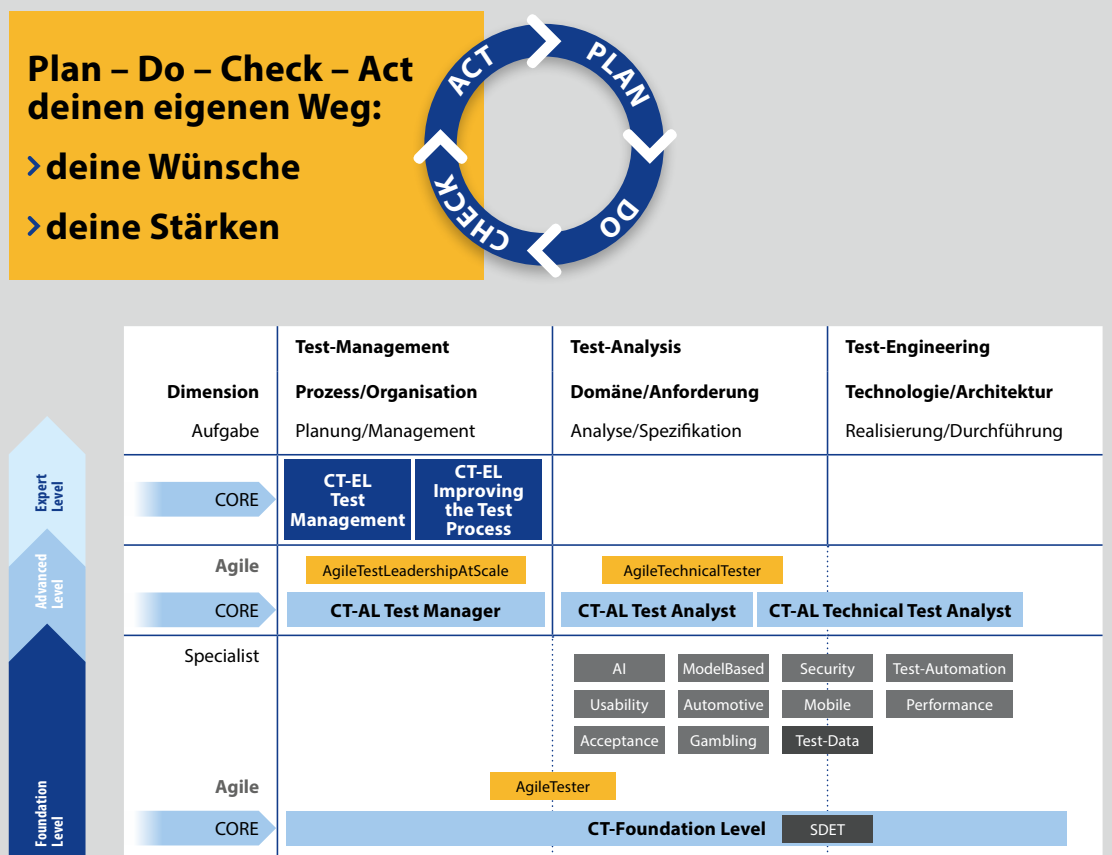 Plan – Do – Check – Act
deinen eigenen Weg:
› deine Wünsche
› deine Stärken
ACT
PLAN
DO
CHECK
Test-Management
Test-Analysis
Test-Engineering
Dimension
Prozess/Organisation
Domäne/Anforderung
Technologie/Architektur
Aufgabe
Planung/Management
Analyse/Spezifikation
Realisierung/Durchführung
Expert
Level
CORE
CT-EL
Test
Management
CT-EL
Improving
the Test
Process
Advanced
Level
Agile
AgileTestLeadershipAtScale
AgileTechnicalTester
CORE
CT-AL Test Manager
CT-AL Test Analyst
CT-AL Technical Test Analyst
Specialist
AI
ModelBased
Security
Test-Automation
Usability
Automotive
Mobile
Performance
Acceptance
Gambling
Test-Data
Foundation
Level
Agile
AgileTester
CORE
CT-Foundation Level
SDET